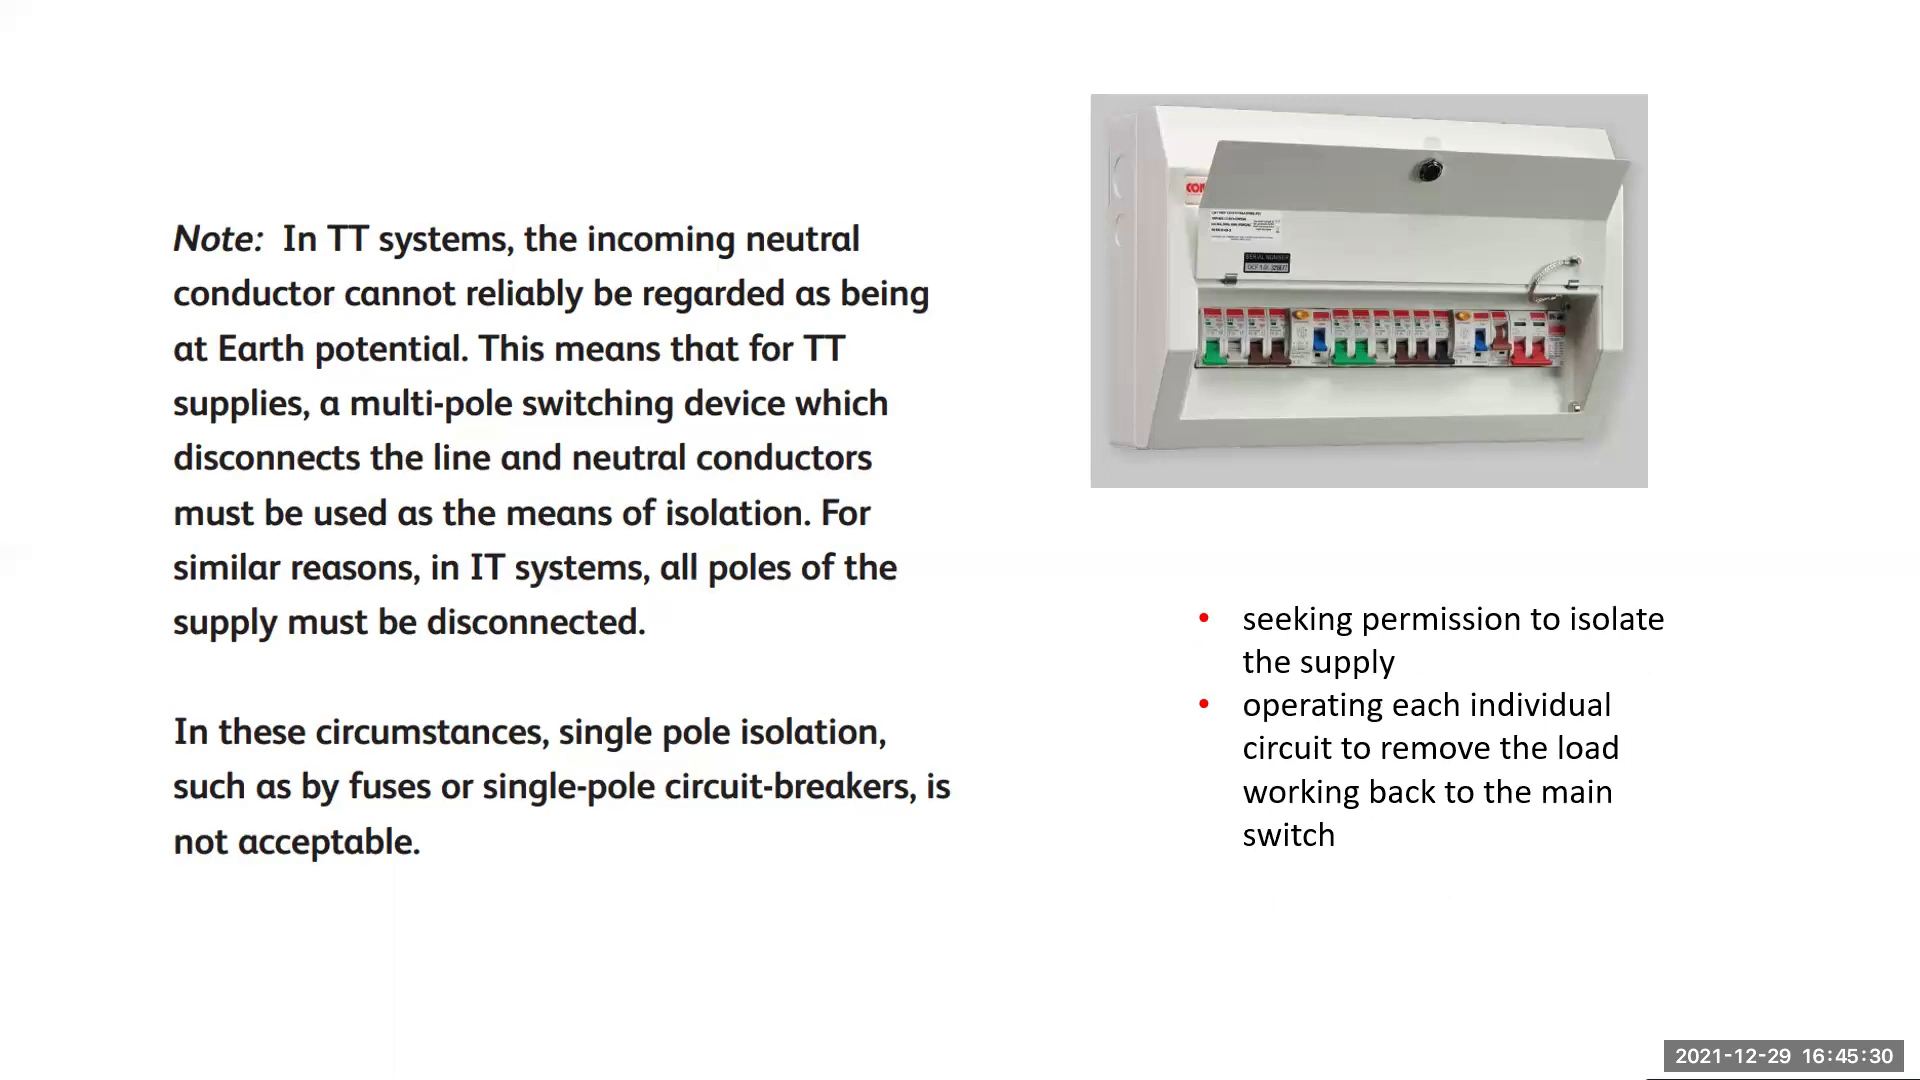 Note: In TT systems, the incoming neutral
conductor cannot reliably be regarded as being
at Earth potential. This means that for TT
supplies, a multi-pole switching device which
disconnects the line and neutral conductors
must be used as the means of isolation. For
similar reasons, in IT systems, all poles of the
supply must be disconnected.
In these circumstances, single pole isolation,
such as by fuses or single-pole circuit-breakers, is
not acceptable.
SERIAL NUMBER
• seeking permission to isolate
the supply
• operating each individual
circuit to remove the load
working back to the main
switch
2021-12-29 16:45:30